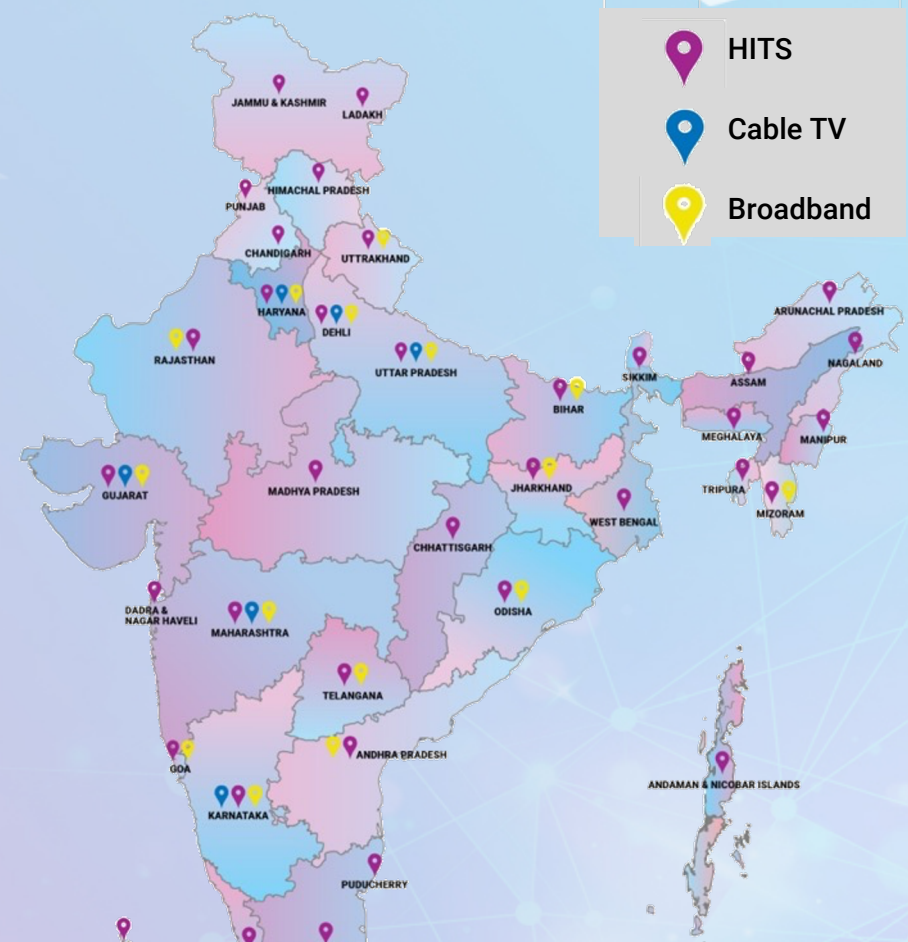 HITS
Cable TV
Broadband
JAMMU & KASHMIR
LADAKH
HIMACHAL PRADESH
PUNJAB
CHANDIGARH
UTTRAKHAND
HARYANA
DEHLI
RAJASTHAN
UTTAR PRADESH
ARUNACHAL PRADESH
NAGALAND
SIKKIM
ASSAM
BIHAR
MEGHALAYA
MANIPUR
GUJARAT
MADHYA PRADESH
JHARKHAND
TRIPURA
MIZORAM
WEST BENGAL
CHHATTISGARH
DADRA &
NAGAR HAVELI
MAHARASHTRA
ODISHA
TELANGANA
GOA
ANDHRA PRADESH
ANDAMAN & NICOBAR ISLANDS
KARNATAKA
PUDUCHERRY